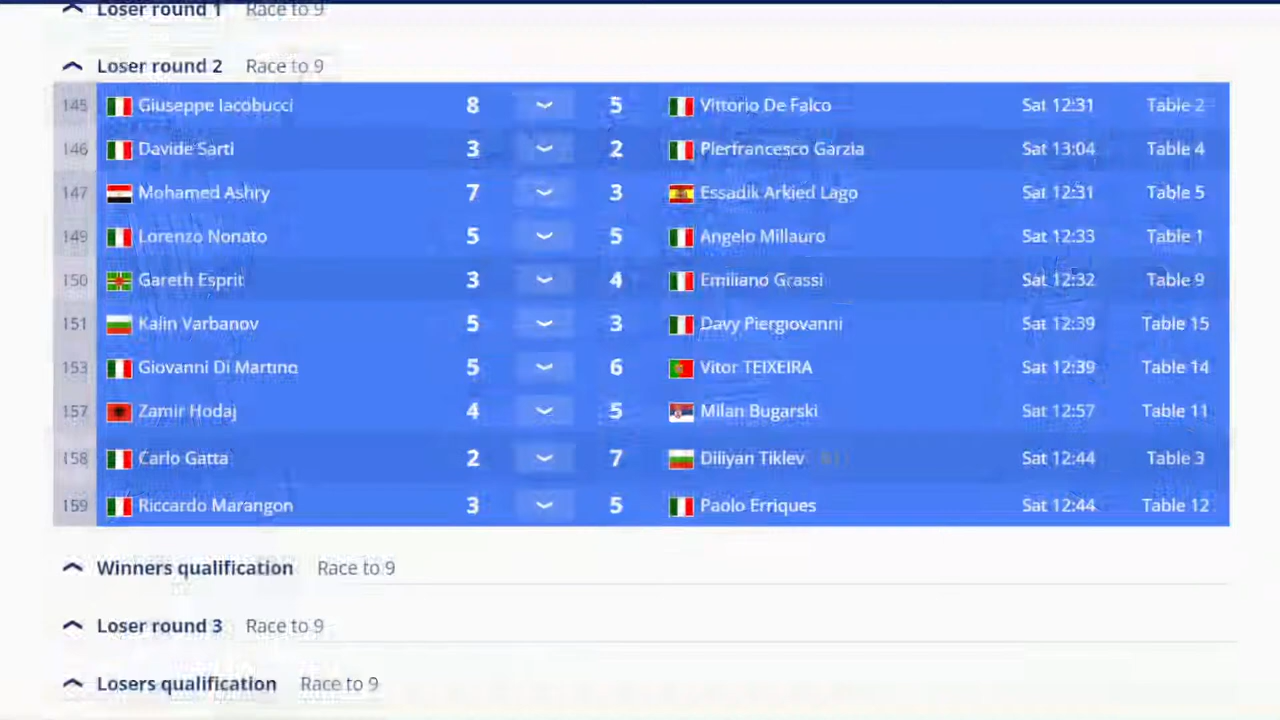 Loser round 1 Race to 9
Loser round 2 Race to 9
145 Giuseppe Iacobucci 8 5 Vittorio De Falco Sat 12:31 Table 2
146 Davide Sarti 3 2 Pierfrancesco Garzia Sat 13:04 Table 4
147 Mohamed Ashry 7 3 Essadik Arkied Lago Sat 12:31 Table 5
149 Lorenzo Nonato 5 5 Angelo Millauro Sat 12:33 Table 1
150 Gareth Esprit 3 4 Emiliano Grassi Sat 12:32 Table 9
151 Kalin Varbanov 5 3 Davy Piergiovanni Sat 12:39 Table 15
153 Giovanni Di Martino 5 6 Vitor TEIXEIRA Sat 12:39 Table 14
157 Zamir Hodaj 4 5 Milan Bugarski Sat 12:57 Table 11
158 Carlo Gatta 2 7 Diliyan Tiklev Sat 12:44 Table 3
159 Riccardo Marangon 3 5 Paolo Erriques Sat 12:44 Table 12
Winners qualification Race to 9
Loser round 3 Race to 9
Losers qualification Race to 9